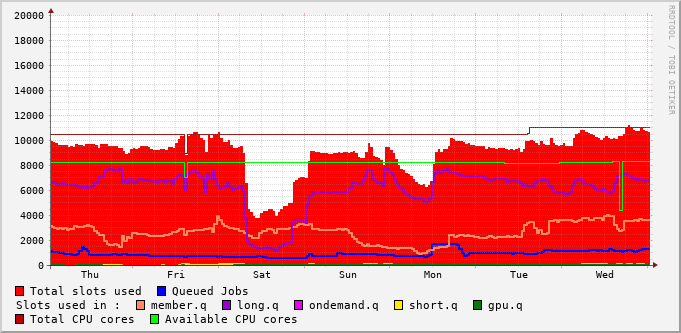 20000
18000
16000
14000
12000
10000
8000
6000
4000
2000
0
Thu Fri Sat Sun Mon Tue Wed
RRDTOOL / TOBI OETIKER
Total slots used Queued Jobs
Slots used in : member.q long.q ondemand.q short.q gpu.q
Total CPU cores Available CPU cores